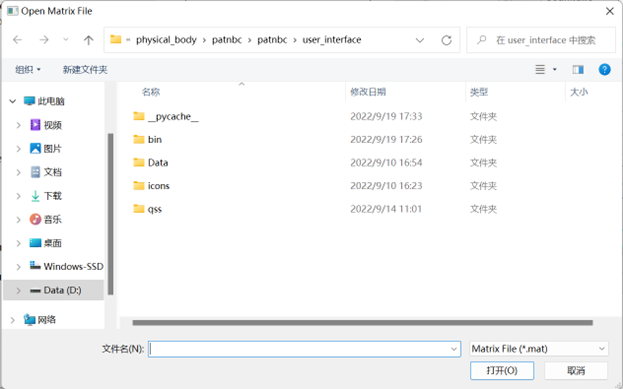 Open Matrix File
« physical_body › patnbc › patnbc › user_interface
在 user_interface 中搜索
组织 新建文件夹
名称 修改日期 类型 大小
此电脑
视频
图片
文档
下载
音乐
桌面
Windows-SSD
Data (D:)
网络
__pycache__ 2022/9/19 17:33 文件夹
bin 2022/9/19 17:26 文件夹
Data 2022/9/10 16:54 文件夹
icons 2022/9/10 16:23 文件夹
qss 2022/9/14 11:01 文件夹
文件名(N):
Matrix File (*.mat)
打开(O) 取消